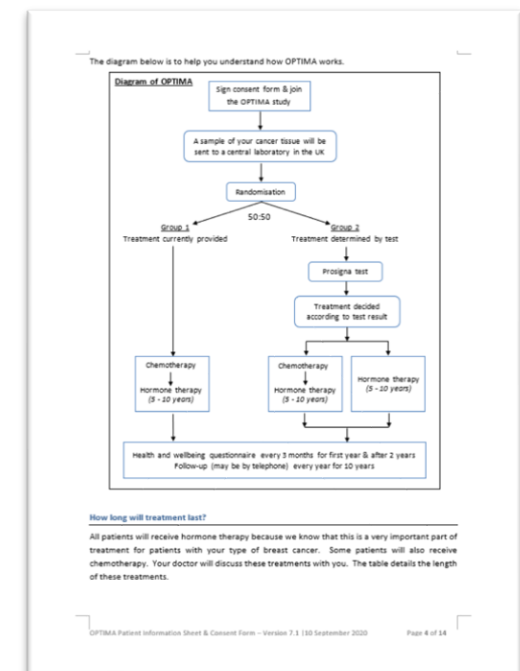 The diagram below is to help you understand how OPTIMA works.
Diagram of OPTIMA
Sign consent form & join
the OPTIMA study
A sample of your cancer tissue will be
sent to a central laboratory in the UK
Randomisation
50:50
Group 1
Treatment currently provided
Group 2
Treatment determined by test
Prosigna test
Treatment decided
according to test result
Chemotherapy
Hormone therapy
(5 - 10 years)
Chemotherapy
Hormone therapy
(5 - 10 years)
Hormone therapy
(5 - 10 years)
Health and wellbeing questionnaire every 3 months for first year & after 2 years
Follow-up (may be by telephone) every year for 10 years
How long will treatment last?
All patients will receive hormone therapy because we know that this is a very important part of
treatment for patients with your type of breast cancer. Some patients will also receive
chemotherapy. Your doctor will discuss these treatments with you. The table details the length
of these treatments.
OPTIMA Patient Information Sheet & Consent Form – Version 7.1 |10 September 2020
Page 4 of 14